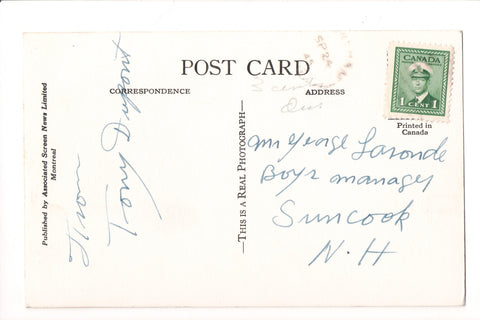 POST CARD
CORRESPONDENCE
ADDRESS
CANADA
1 CENT 1
Printed in
Canada
Published by Associated Screen News Limited
Montreal
THIS IS A REAL PHOTOGRAPH
From
Tony Dupont
Mr George Laronde
Boys manager
Suncook
N. H